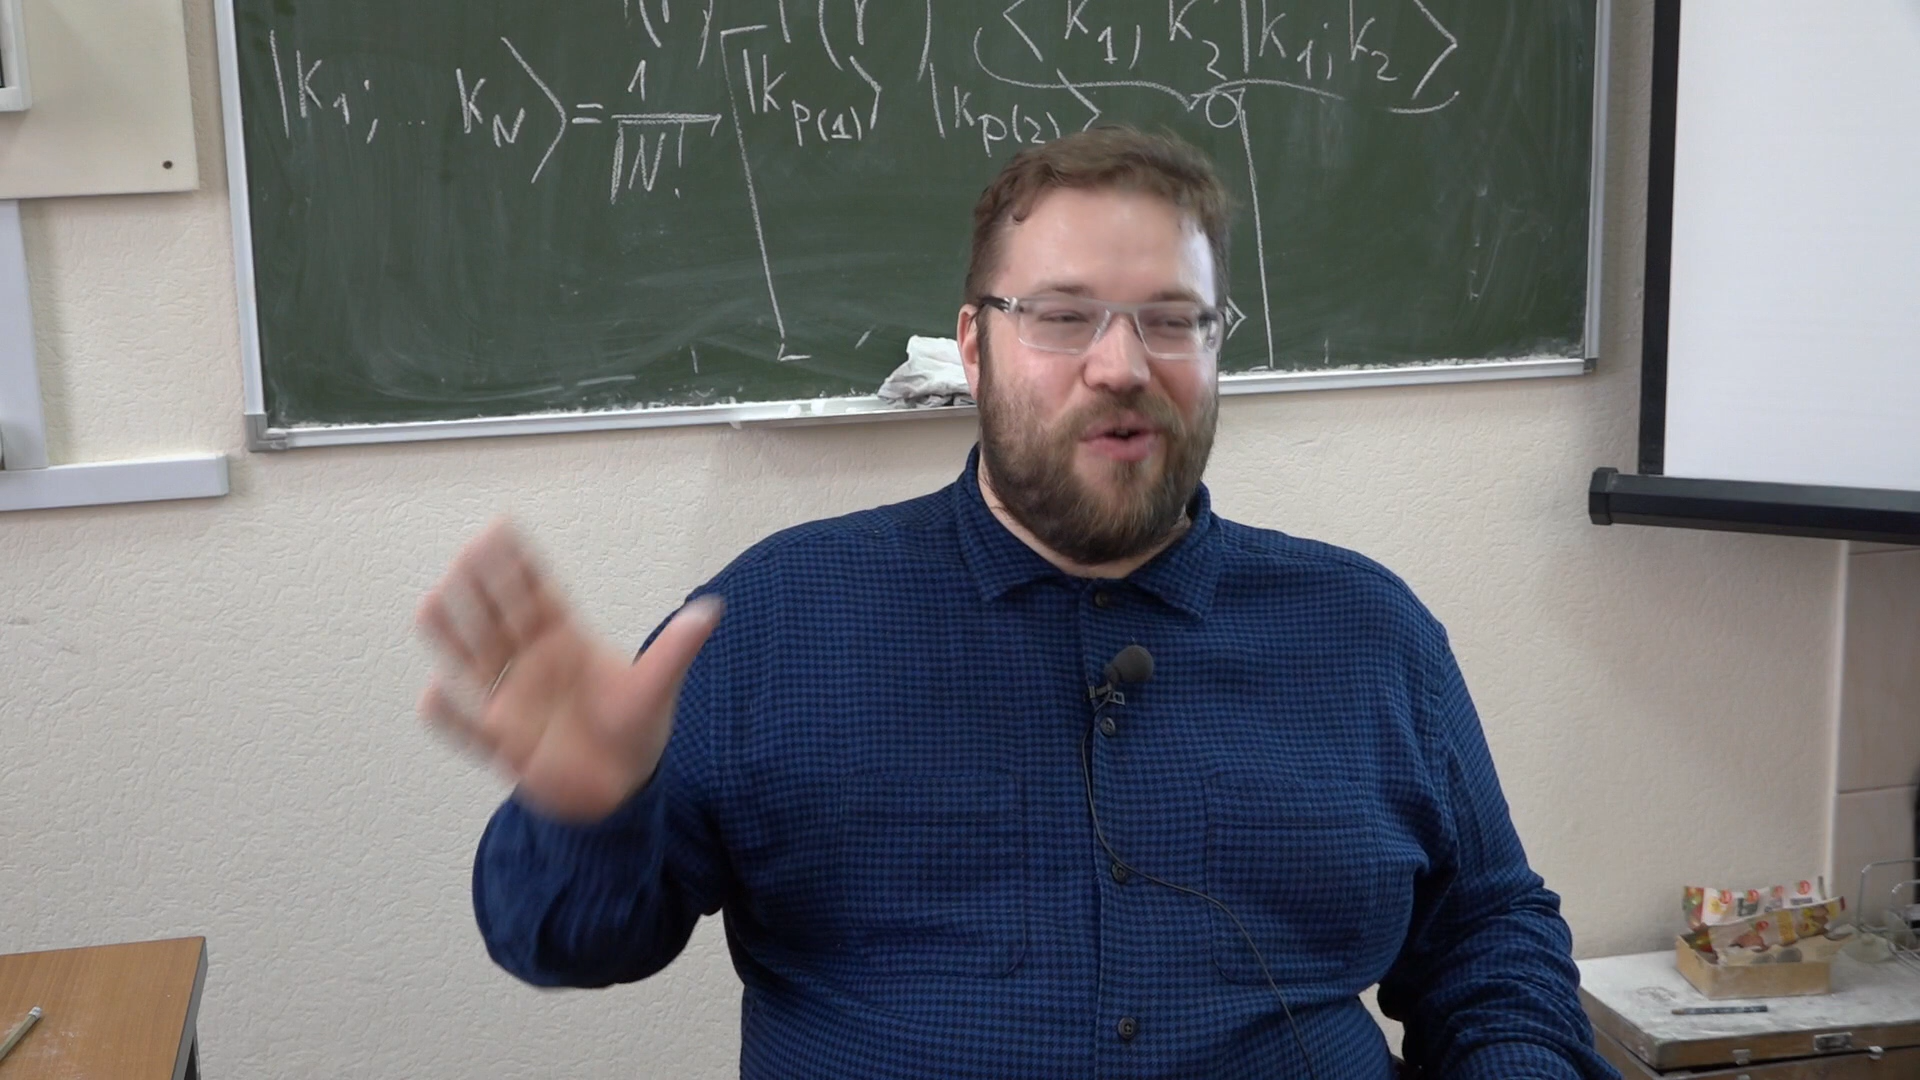 ⟨k₁, k₂|k₁; k₂⟩
|k₁; ... k_N⟩ = 1/√N! |k_p(1)⟩ |k_p(2)⟩ 0